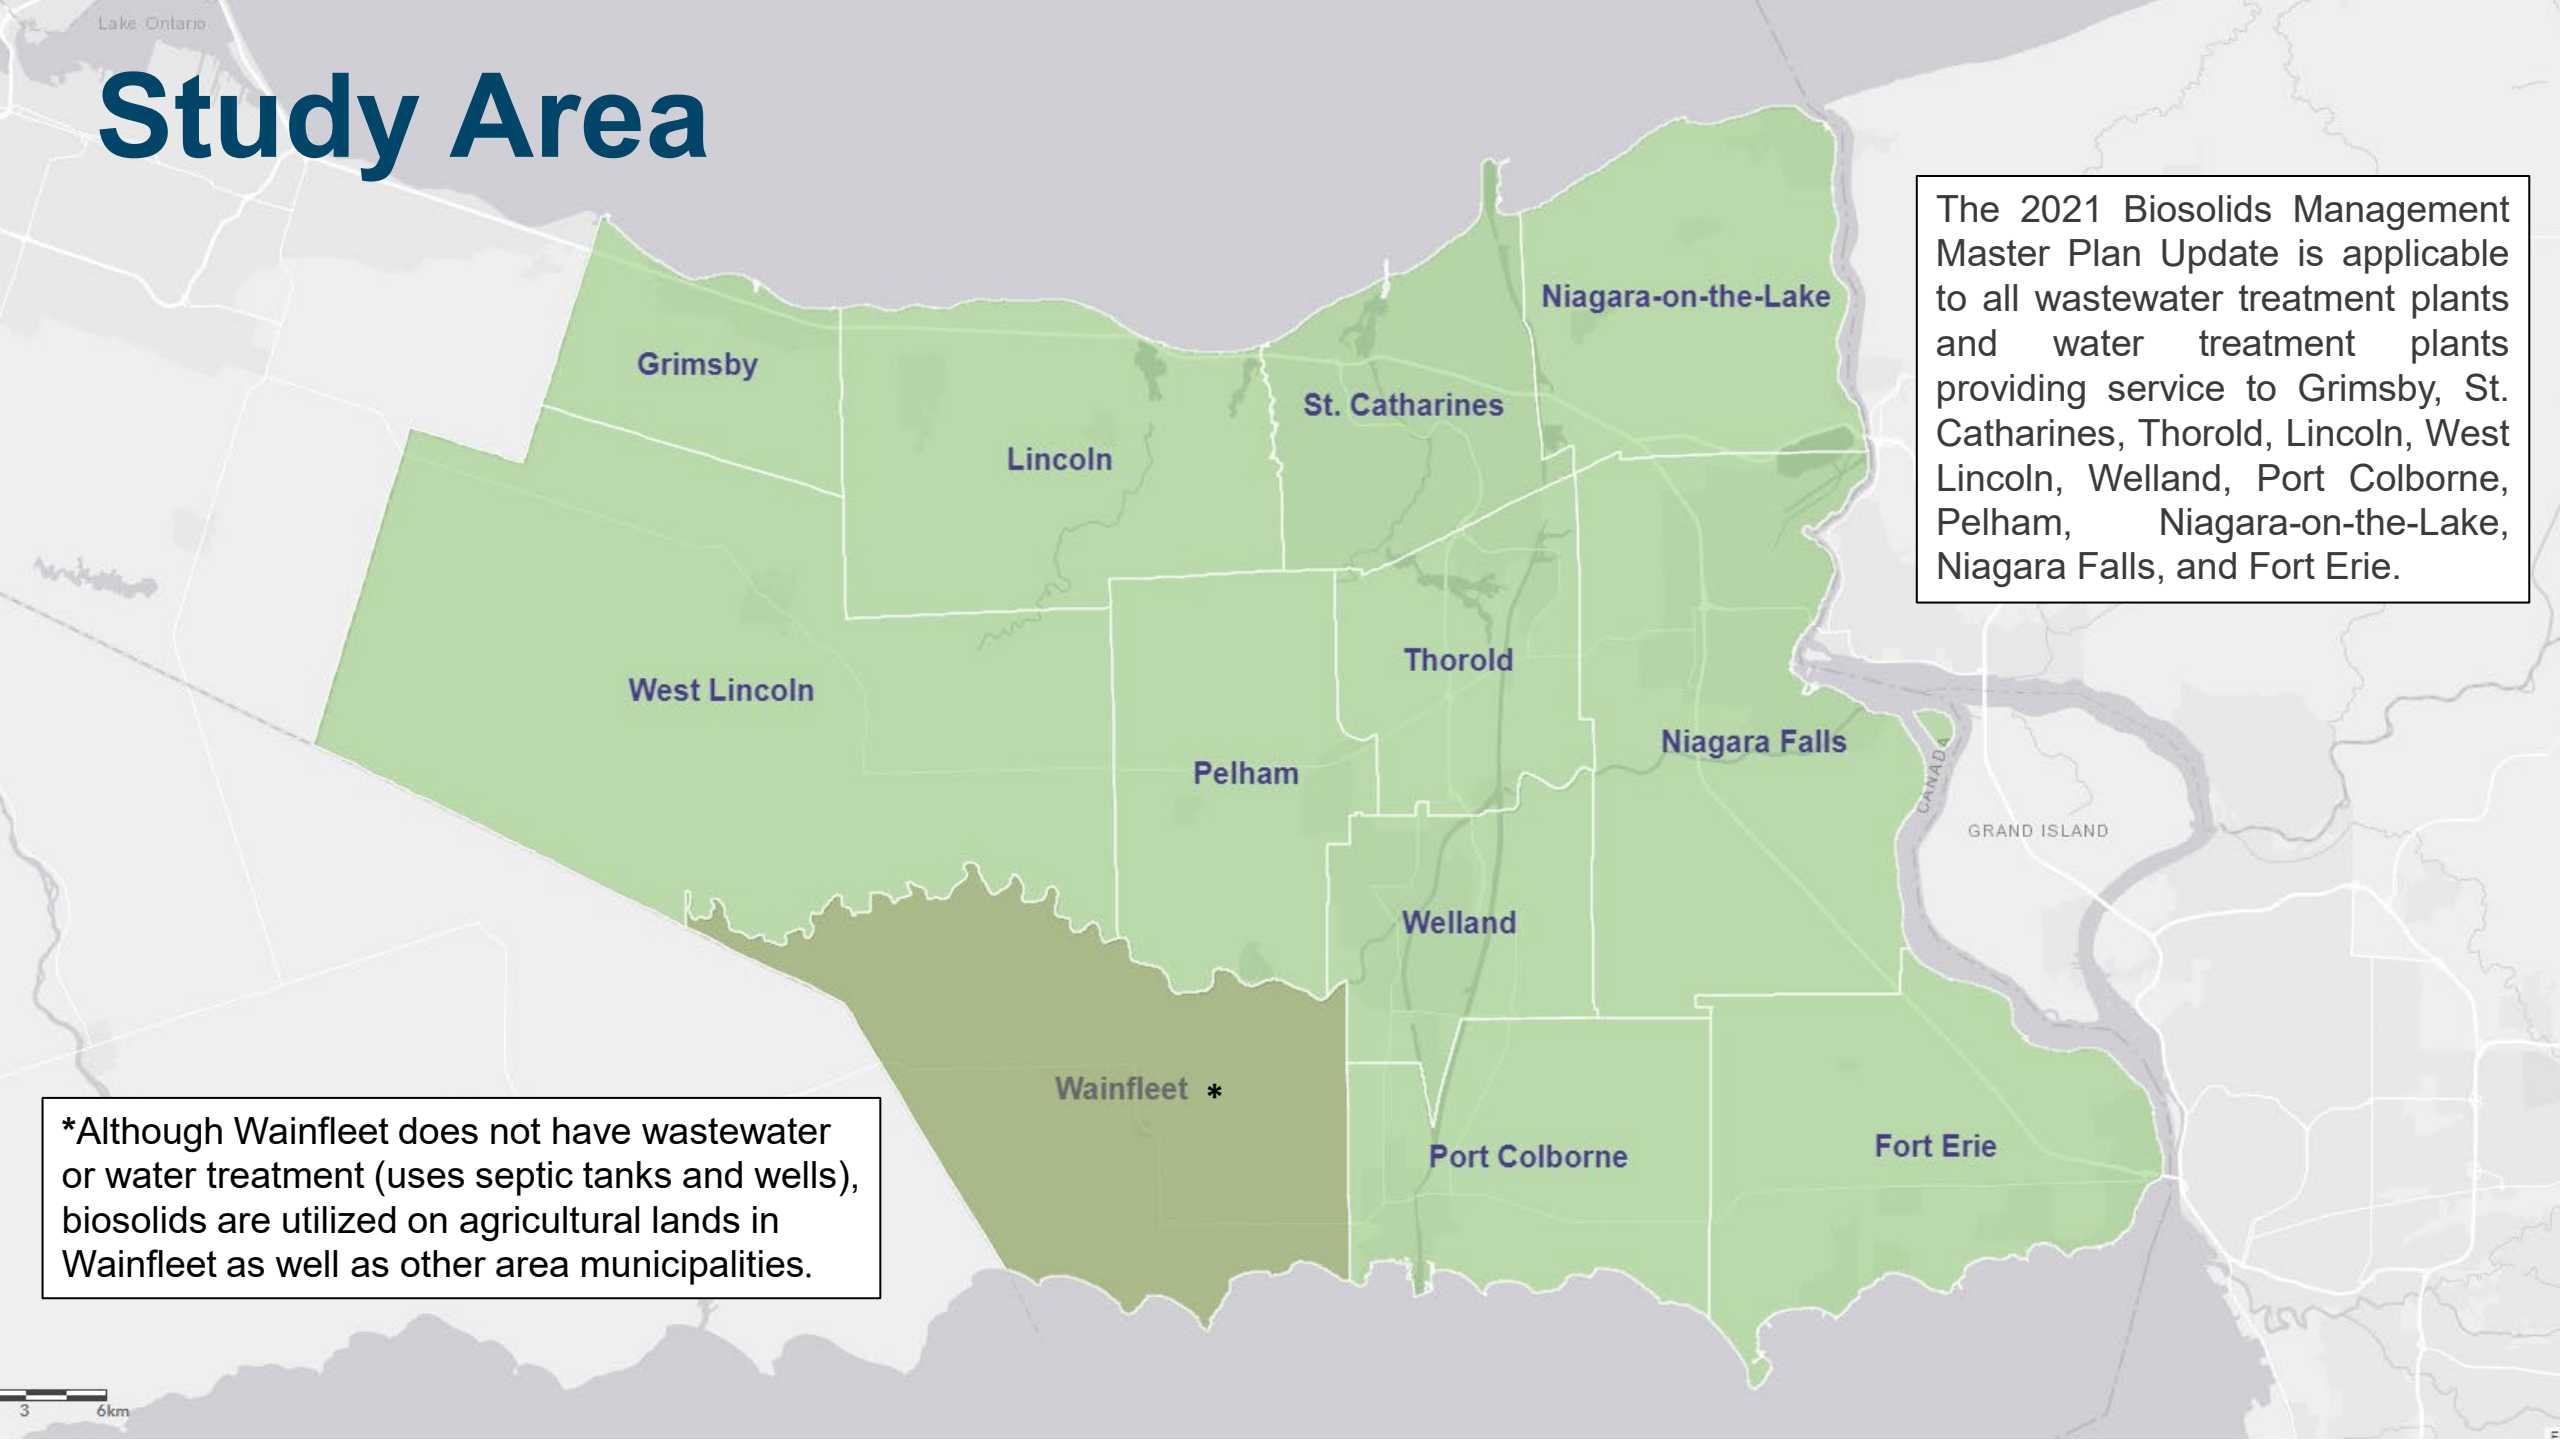 Lake Ontario
Study Area
The 2021 Biosolids Management
Master Plan Update is applicable
to all wastewater treatment plants
and water treatment plants
providing service to Grimsby, St.
Catharines, Thorold, Lincoln, West
Lincoln, Welland, Port Colborne,
Pelham, Niagara-on-the-Lake,
Niagara Falls, and Fort Erie.
Niagara-on-the-Lake
Grimsby
St. Catharines
Lincoln
Thorold
West Lincoln
Niagara Falls
Pelham
CANADA
GRAND ISLAND
Welland
Wainfleet *
Port Colborne
Fort Erie
*Although Wainfleet does not have wastewater
or water treatment (uses septic tanks and wells),
biosolids are utilized on agricultural lands in
Wainfleet as well as other area municipalities.
3 6km